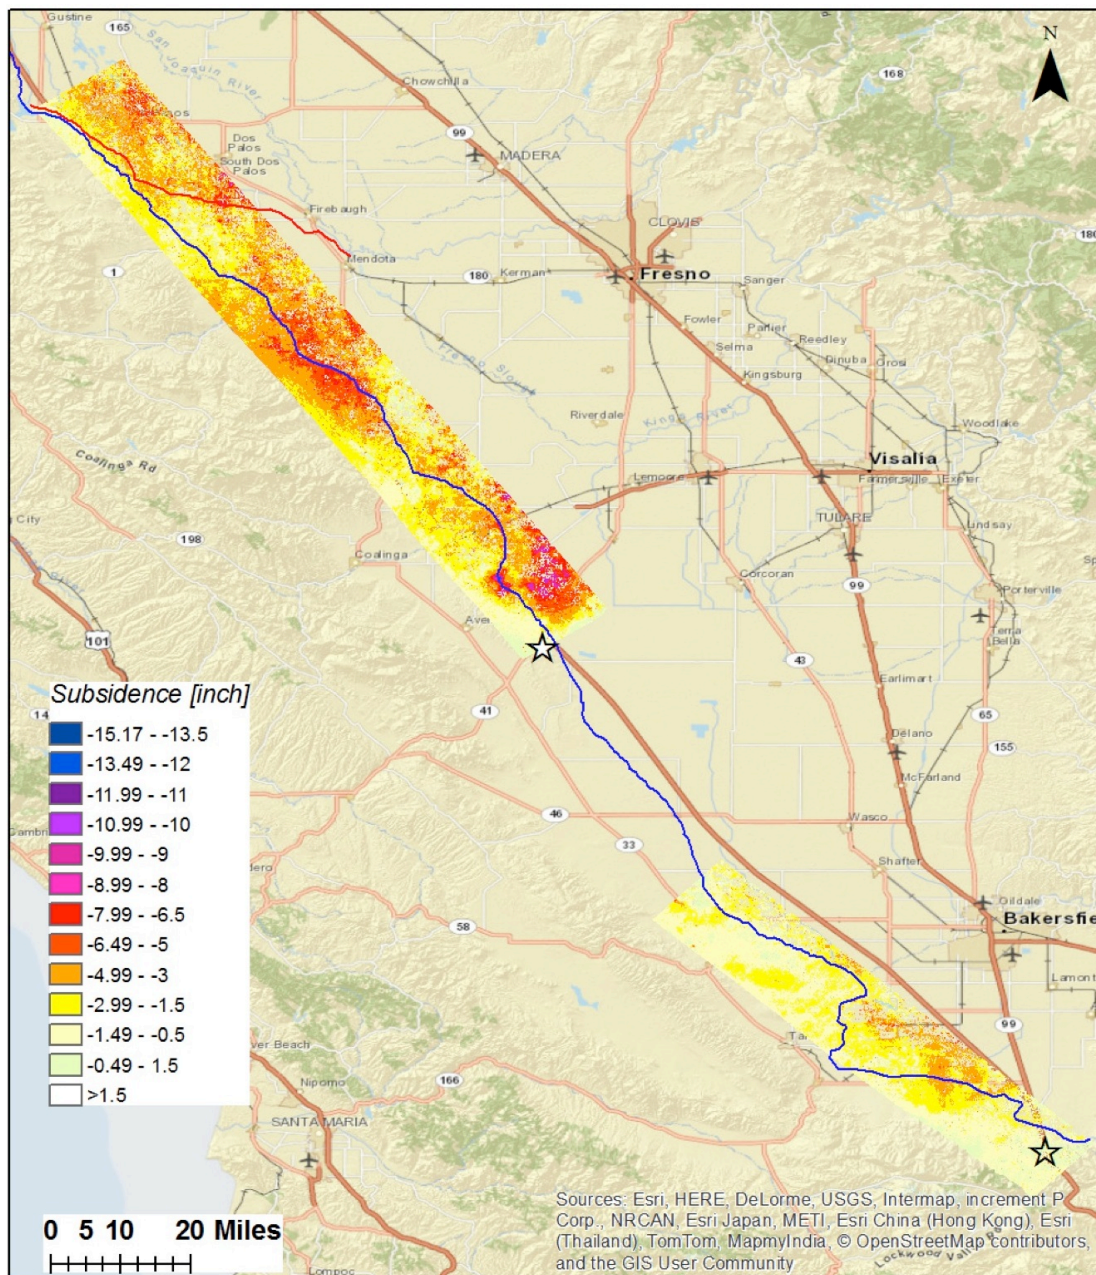 Gustine
165
San Joaquin River
N
168
Chowchilla
99
Dos
Palos
MADERA
South Dos
Palos
CLOVIS
Firebaugh
180
1
Mendota
180
Kerman
Fresno
Sanger
Fowler
Parlier
Reedley
Selma
Dinuba
Orosi
Kingsburg
Riverdale
Kings River
Woodlake
Coalinga Rd
Visalia
Lemoore
Farmersville
Exeter
City
198
TULARE
Lindsay
Coalinga
Corcoran
99
Porterville
101
Terra
Bella
43
Earlimart
Subsidence [inch]
41
65
-15.17 - -13.5
Delano
155
-13.49 - -12
McFarland
-11.99 - -11
-10.99 - -10
46
Wasco
-9.99 - -9
33
-8.99 - -8
Shafter
-7.99 - -6.5
Oildale
-6.49 - -5
58
Bakersfie
-4.99 - -3
-2.99 - -1.5
Lamont
-1.49 - -0.5
99
-0.49 - 1.5
>1.5
166
Nipomo
SANTA MARIA
Sources: Esri, HERE, DeLorme, USGS, Intermap, increment P
Corp., NRCAN, Esri Japan, METI, Esri China (Hong Kong), Esri
(Thailand), TomTom, MapmyIndia, © OpenStreetMap contributors,
and the GIS User Community
0 5 10 20 Miles
Lompoc